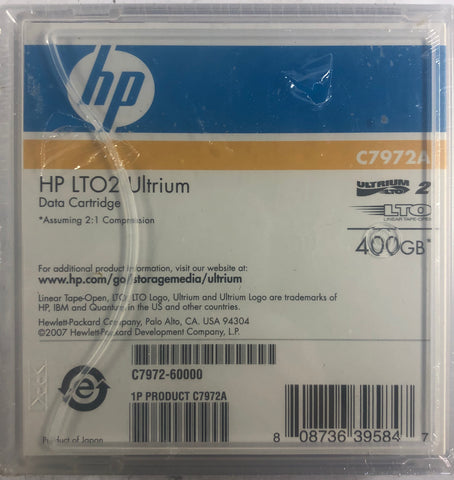 hp
C7972A
HP LTO2 Ultrium
Data Cartridge
*Assuming 2:1 Compression
ULTRIUM LTO 2
LTO
LINEAR TAPE-OPEN
400GB*
For additional product information, visit our website at:
www.hp.com/go/storagemedia/ultrium
Linear Tape-Open, LTO, LTO Logo, Ultrium and Ultrium Logo are trademarks of
HP, IBM and Quantum in the US and other countries.
Hewlett-Packard Company, Palo Alto, CA. USA 94304
©2007 Hewlett-Packard Development Company, L.P.
C7972-60000
1P PRODUCT C7972A
Product of Japan
8 08736 39584 7